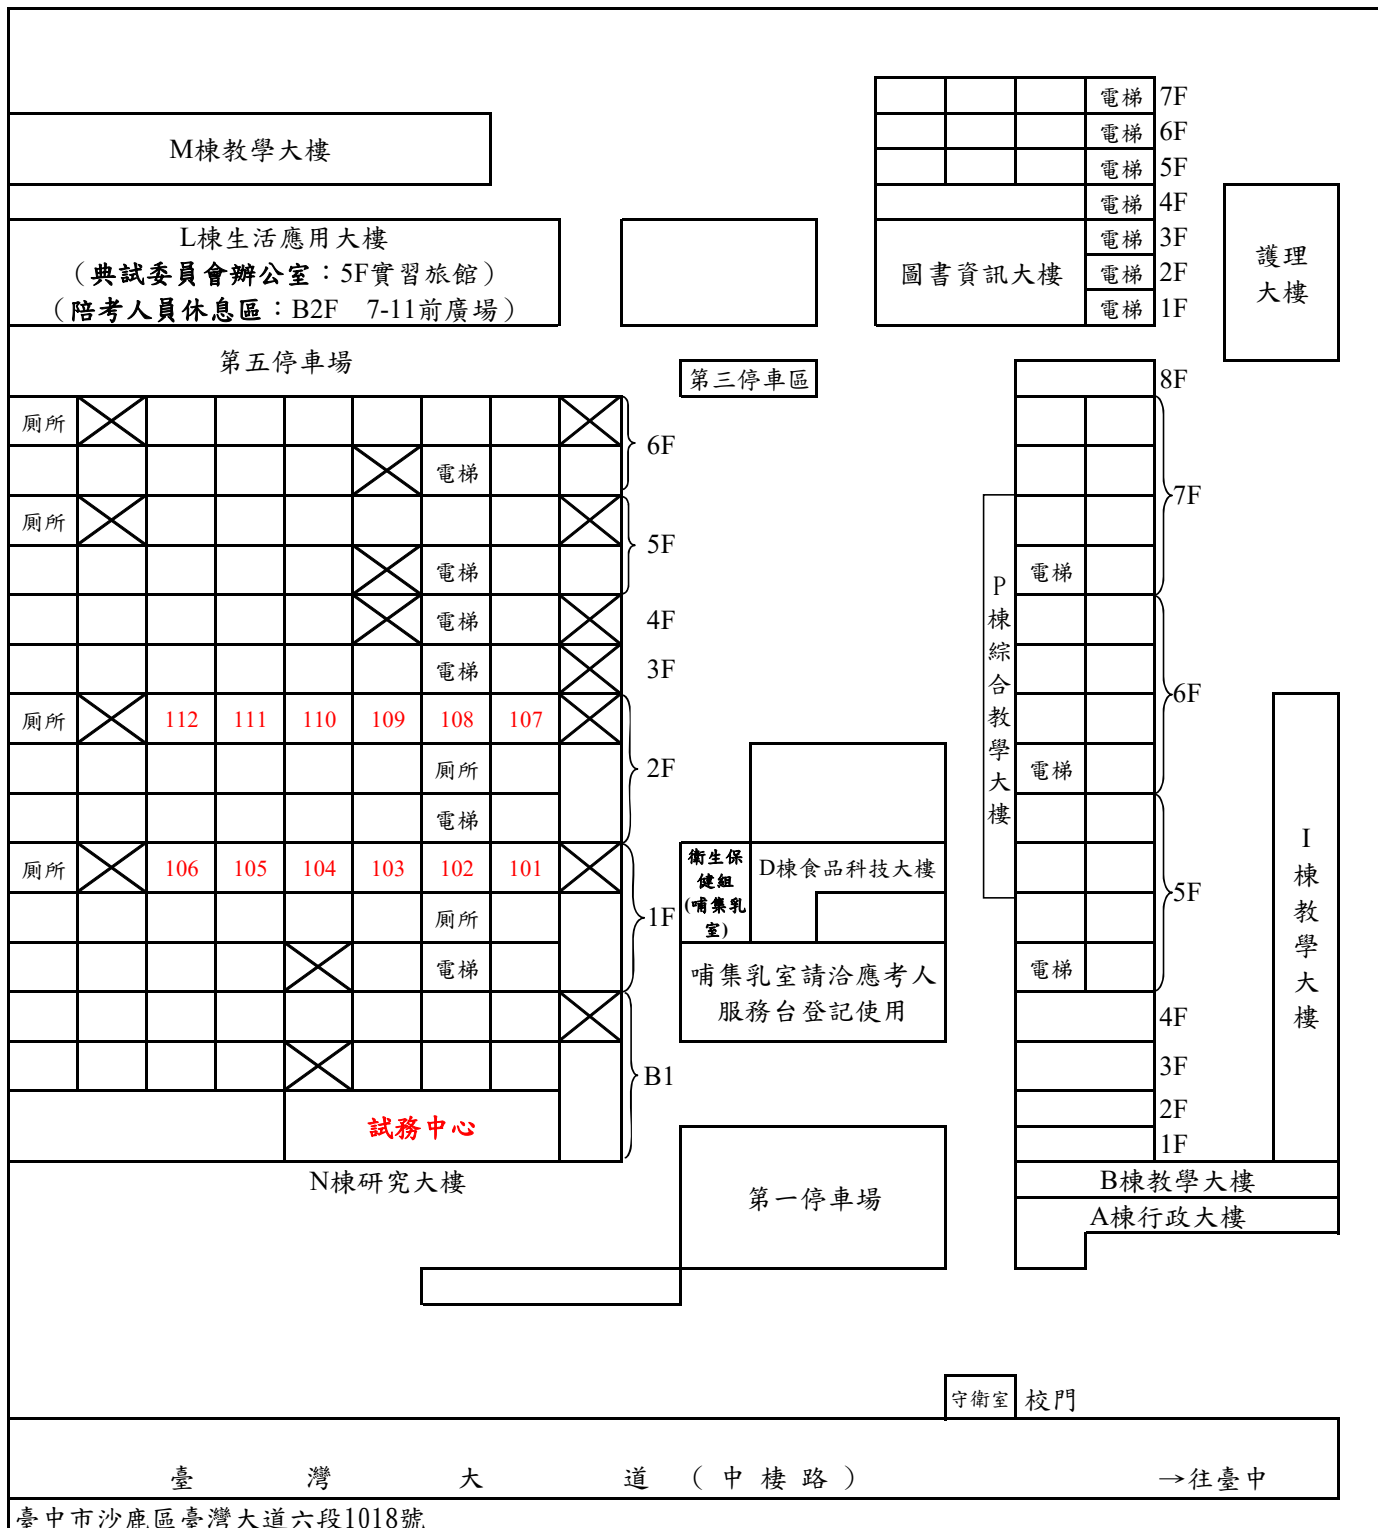 電梯 7F
M棟教學大樓
電梯 6F
電梯 5F
電梯 4F
L棟生活應用大樓
（典試委員會辦公室：5F實習旅館）
（陪考人員休息區：B2F 7-11前廣場）
圖書資訊大樓
電梯 3F
電梯 2F
電梯 1F
護理
大樓
第五停車場
第三停車區
8F
廁所
6F
電梯
廁所
5F
電梯
電梯 4F
電梯 3F
廁所 112 111 110 109 108 107
廁所 2F
電梯
廁所 106 105 104 103 102 101
廁所 1F
電梯
B1
試務中心
N棟研究大樓
衛生保
健組
(哺集乳
室)
D棟食品科技大樓
哺集乳室請洽應考人
服務台登記使用
第一停車場
P棟綜合教學大樓
7F
電梯
6F
電梯
5F
電梯
4F
3F
2F
1F
I棟教學大樓
B棟教學大樓
A棟行政大樓
守衛室 校門
臺灣大道（中棲路） →往臺中
臺中市沙鹿區臺灣大道六段1018號